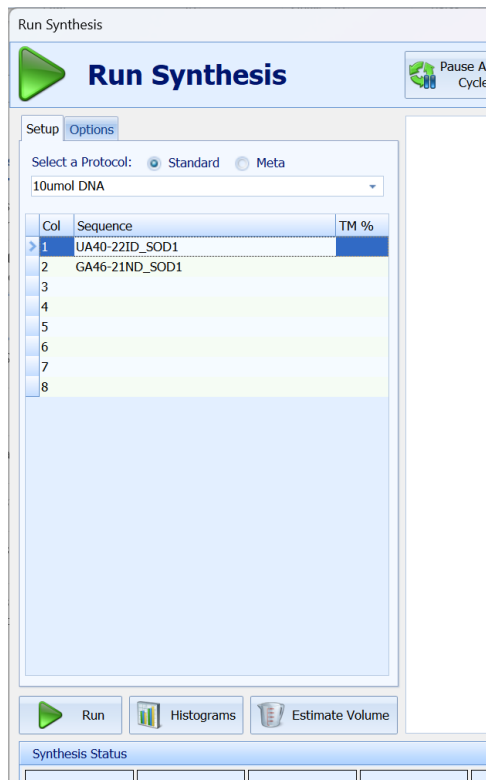 Run Synthesis
Run Synthesis
Pause A
Cycle
Setup Options
Select a Protocol: Standard Meta
10umol DNA
Col Sequence TM %
1 UA40-22ID_SOD1
2 GA46-21ND_SOD1
3
4
5
6
7
8
Run Histograms Estimate Volume
Synthesis Status